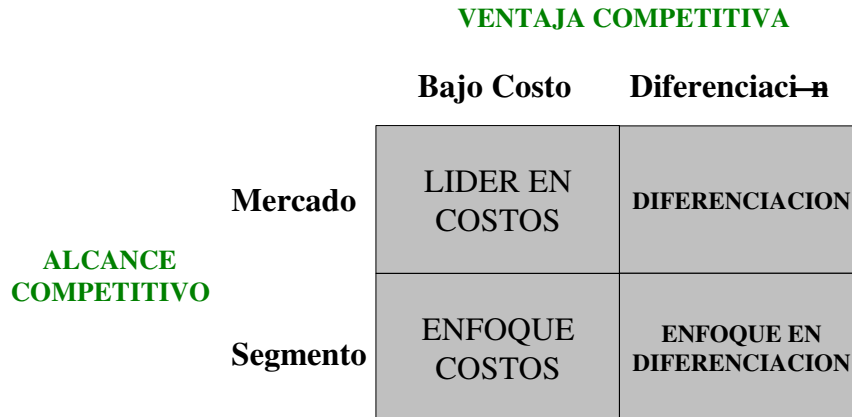 VENTAJA COMPETITIVA
Bajo Costo Diferenciaci n
Mercado
LIDER EN
COSTOS
DIFERENCIACION
ALCANCE
COMPETITIVO
Segmento
ENFOQUE
COSTOS
ENFOQUE EN
DIFERENCIACION